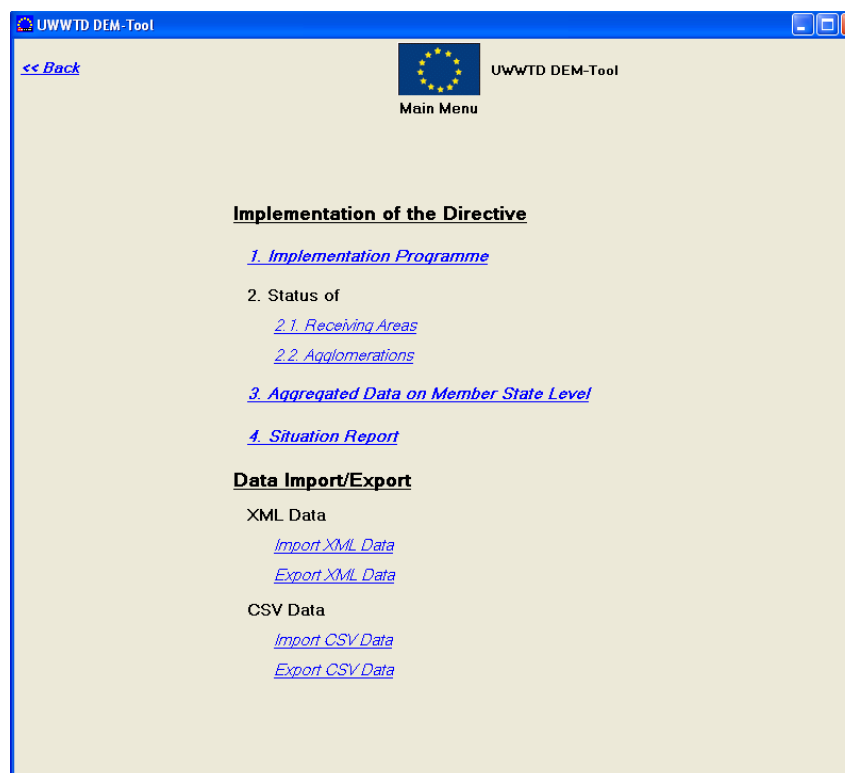 UWWTD DEM-Tool
<< Back
UWWTD DEM-Tool
Main Menu
Implementation of the Directive
1. Implementation Programme
2. Status of
2.1. Receiving Areas
2.2. Agglomerations
3. Aggregated Data on Member State Level
4. Situation Report
Data Import/Export
XML Data
Import XML Data
Export XML Data
CSV Data
Import CSV Data
Export CSV Data